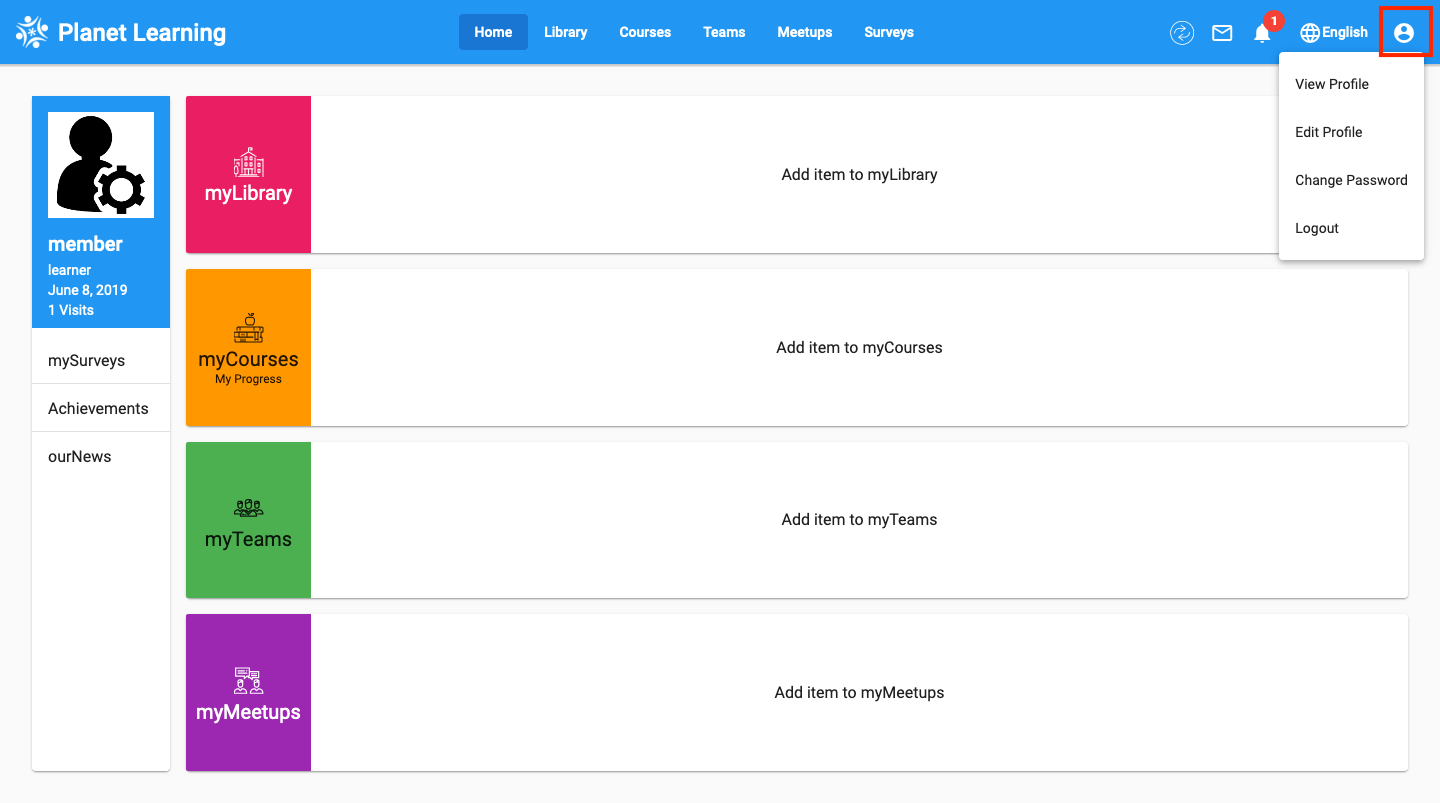 Planet Learning
Home
Library
Courses
Teams
Meetups
Surveys
1
English
View Profile
Edit Profile
Change Password
Logout
member
learner
June 8, 2019
1 Visits
mySurveys
Achievements
ourNews
myLibrary
Add item to myLibrary
myCourses
My Progress
Add item to myCourses
myTeams
Add item to myTeams
myMeetups
Add item to myMeetups